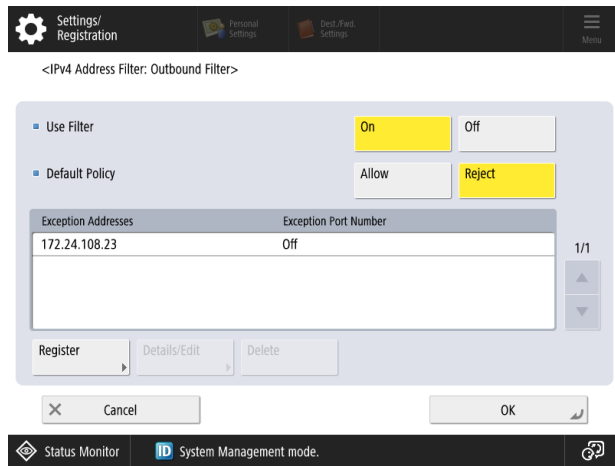 Settings/
Registration
Personal
Settings
Dest./Fwd.
Settings
Menu
<IPv4 Address Filter: Outbound Filter>
Use Filter
On
Off
Default Policy
Allow
Reject
Exception Addresses
Exception Port Number
172.24.108.23
Off
1/1
Register
Details/Edit
Delete
Cancel
OK
Status Monitor
ID
System Management mode.